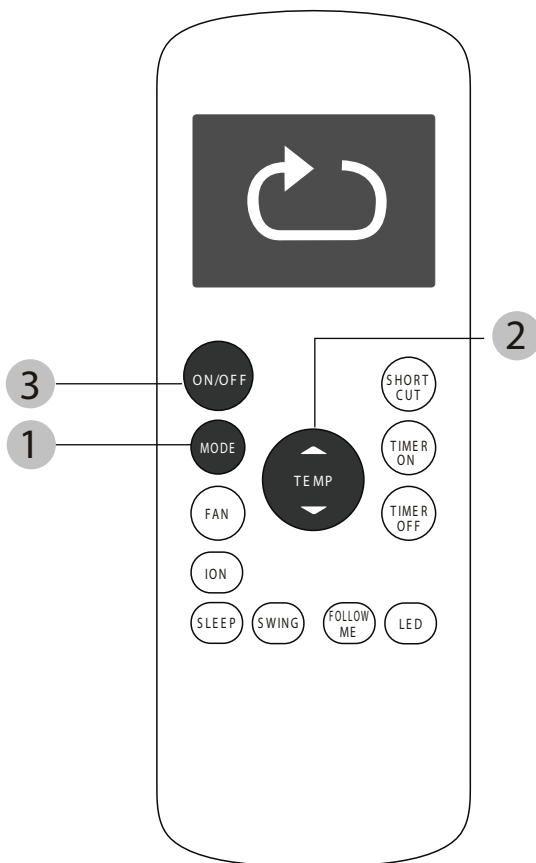 2
ON/OFF
SHORT
CUT
3
MODE
1
TEMP
TIMER
ON
FAN
TIMER
OFF
ION
SLEEP
SWING
FOLLOW
ME
LED